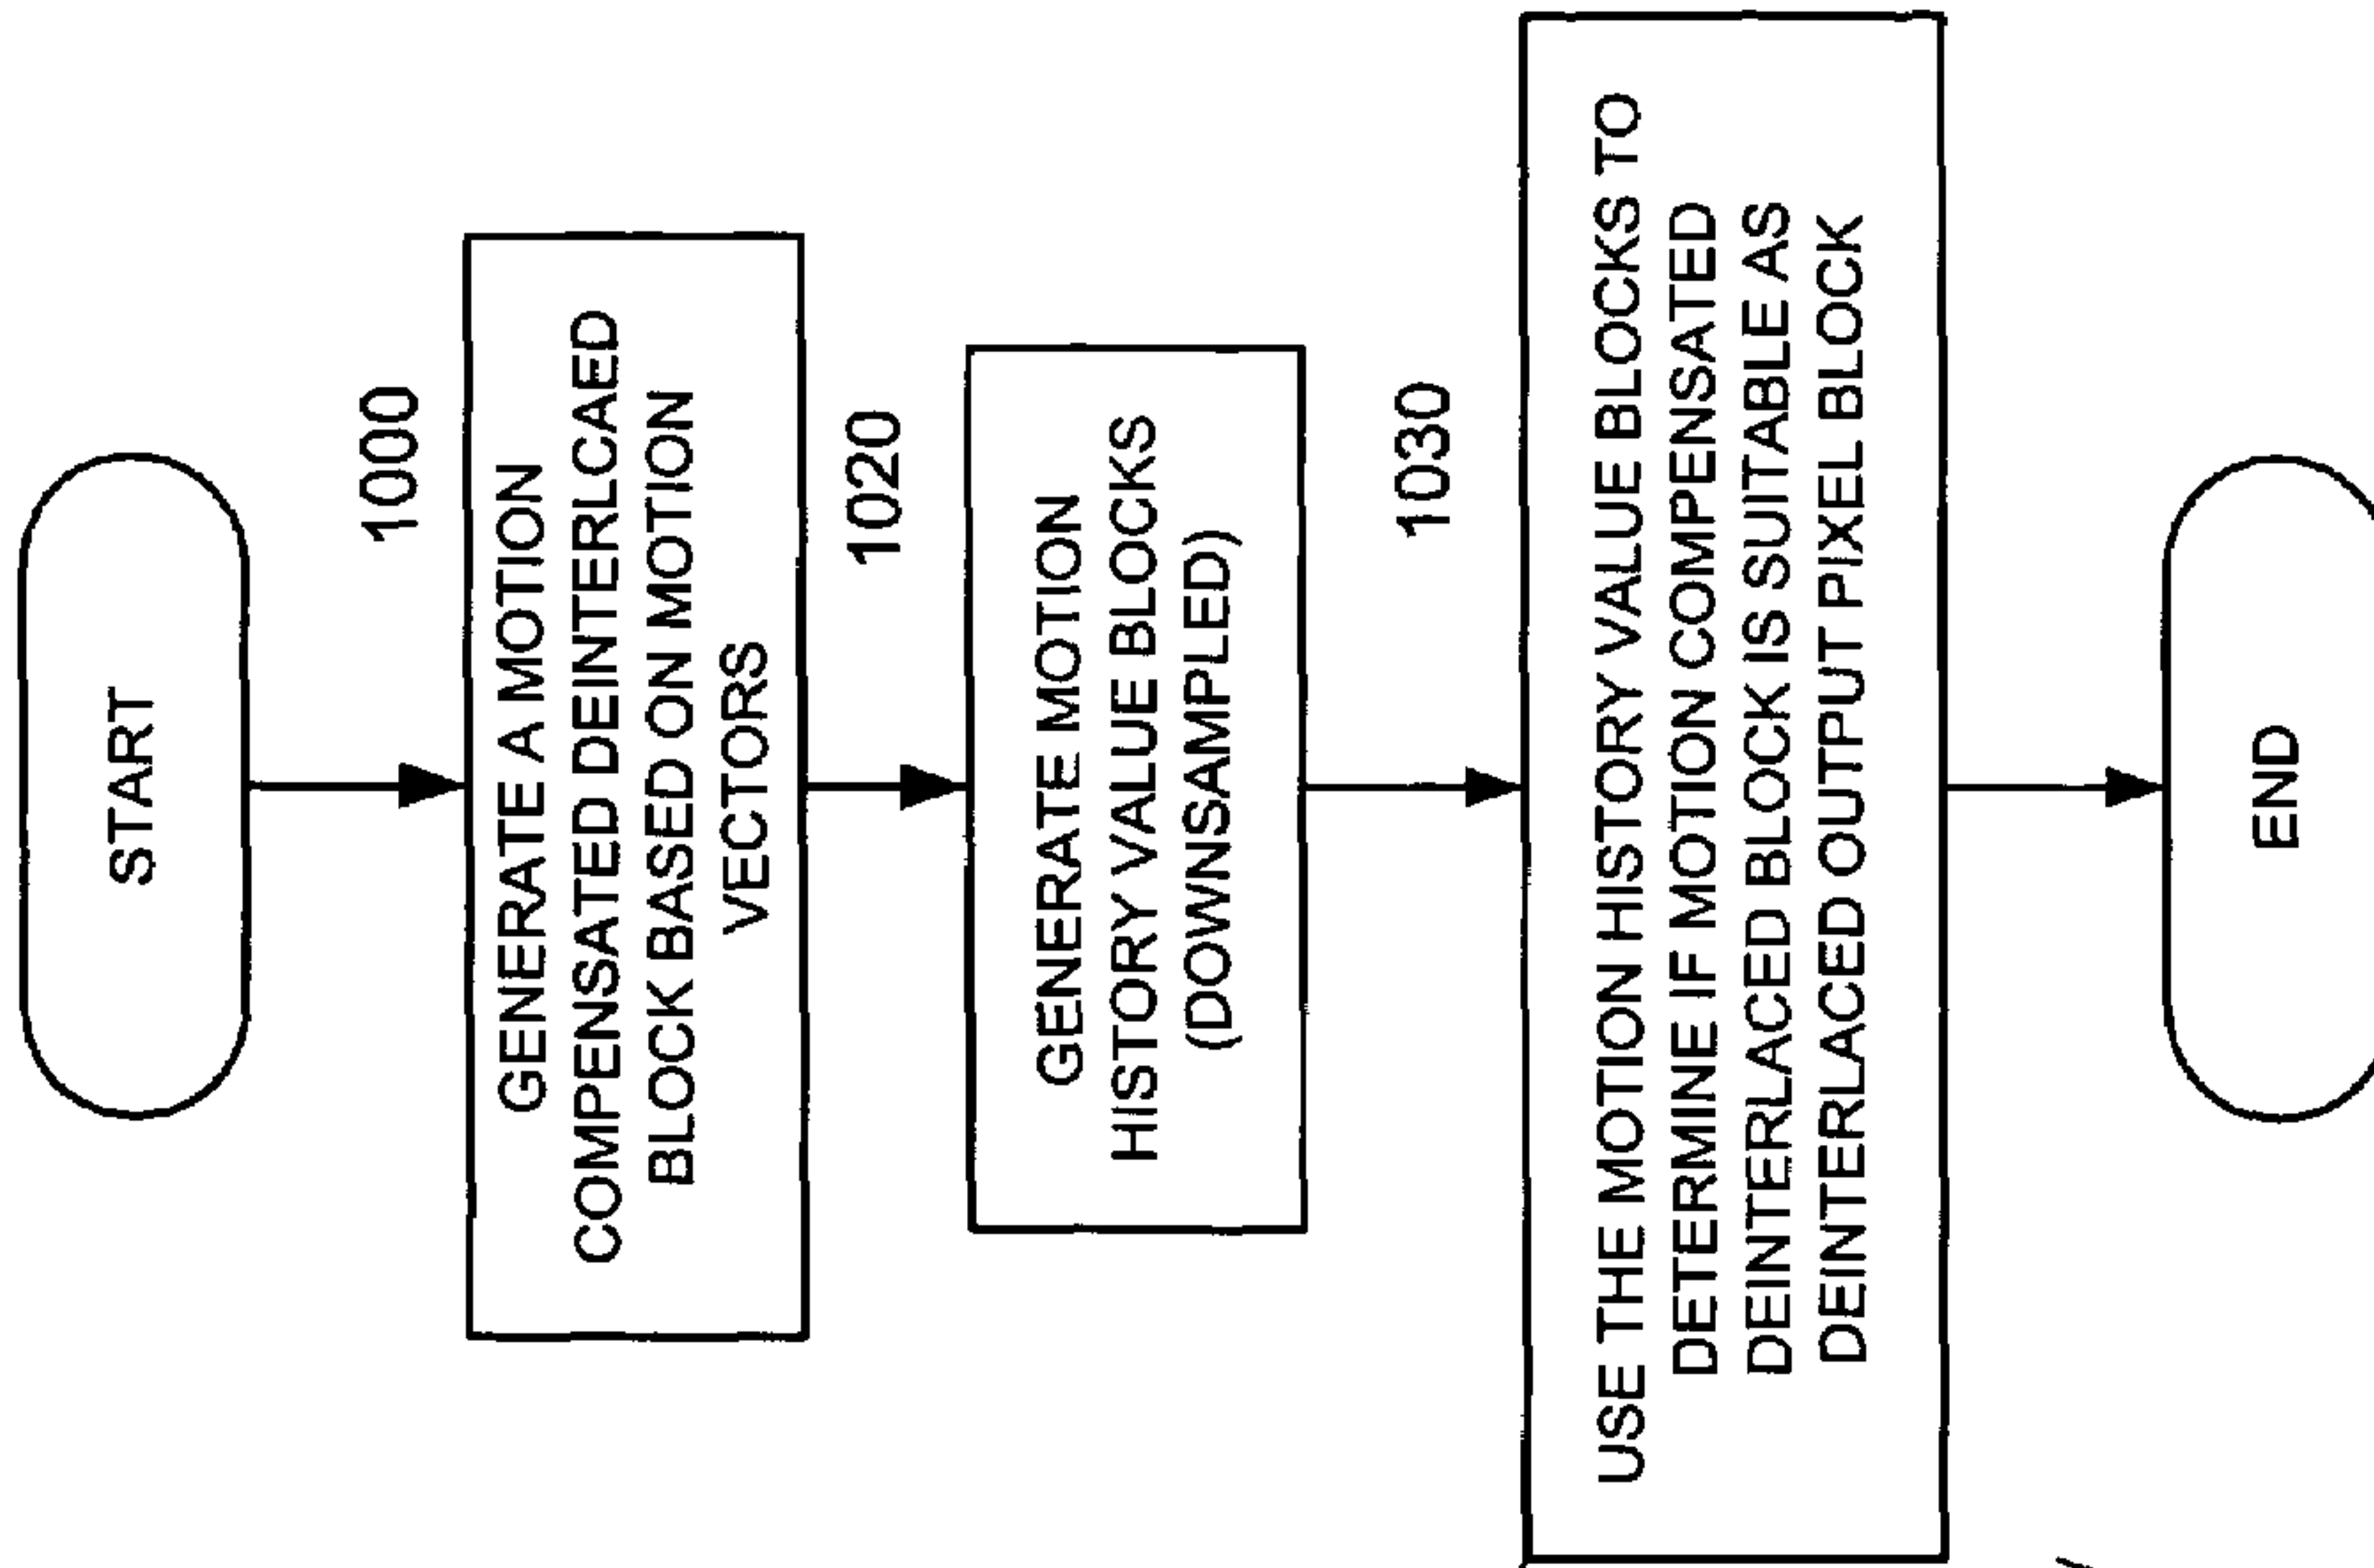 START
1000
GENERATE A MOTION
COMPENSATED DEINTERLCAED
BLOCK BASED ON MOTION
VECTORS
1020
GENERATE MOTION
HISTORY VALUE BLOCKS
(DOWNSAMPLED)
1030
USE THE MOTION HISTORY VALUE BLOCKS TO
DETERMINE IF MOTION COMPENSATED
DEINTERLACED BLOCK IS SUITABLE AS
DEINTERLACED OUTPUT PIXEL BLOCK
END